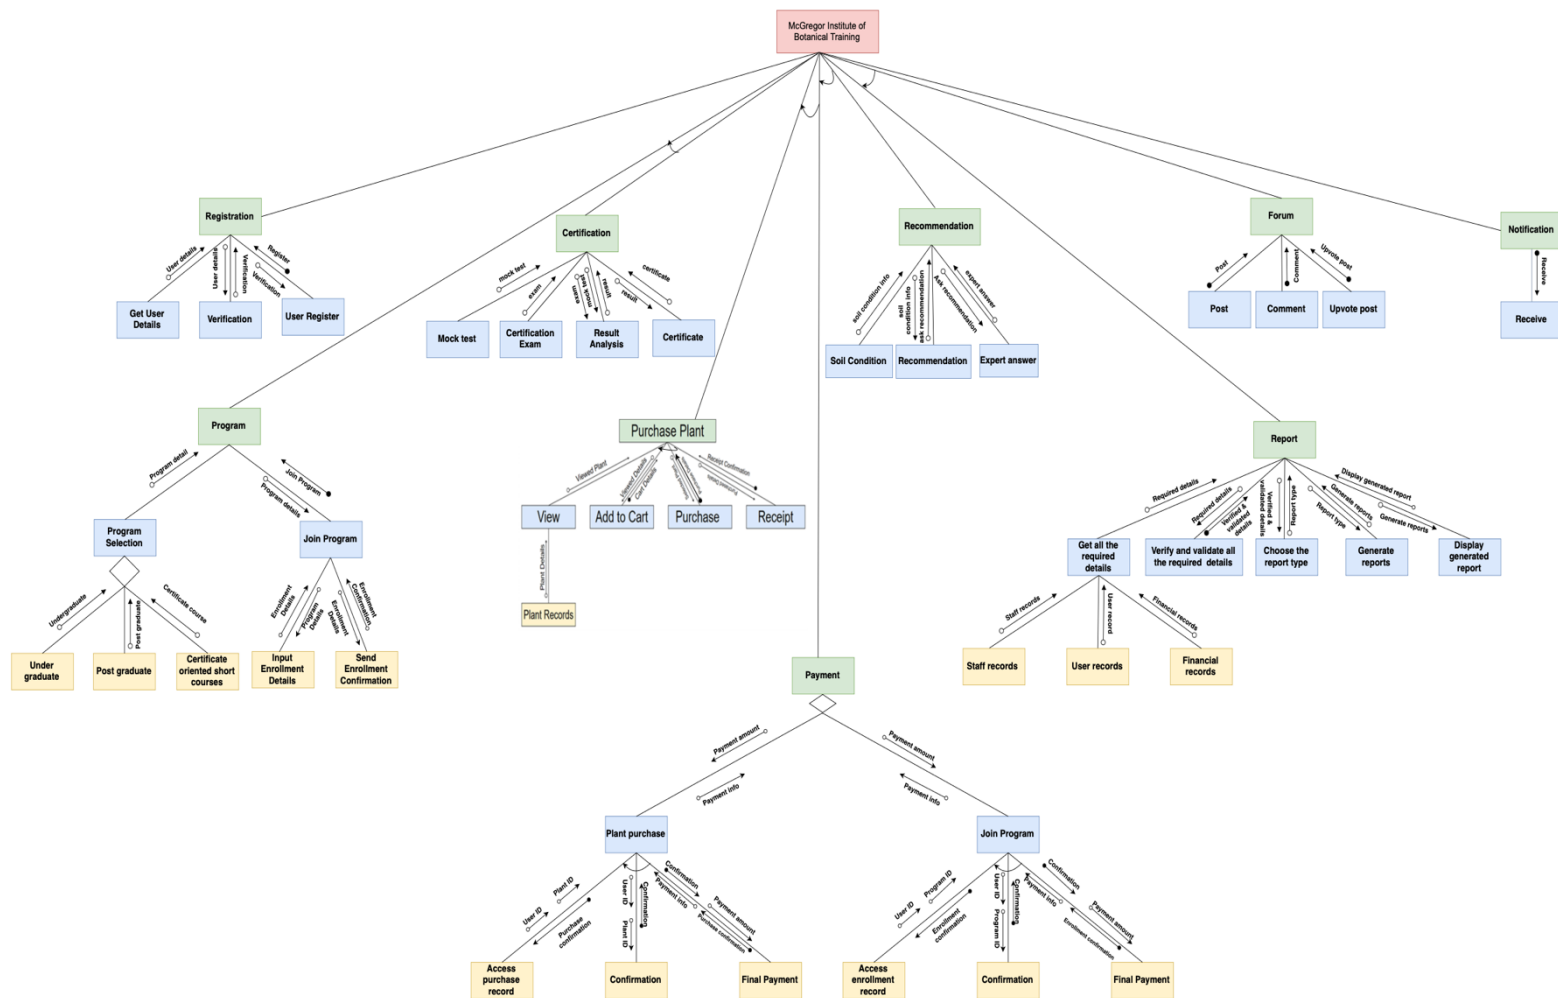 McGregor Institute of
Botanical Training
Registration
User details
User details
Verification
Verification
Register
Get User
Details
Verification
User Register
Certification
mock test
exam
exam
mock test
result
result
certificate
Mock test
Certification
Exam
Result
Analysis
Certificate
Recommendation
soil condition info
soil
condition info
ask recommendation
Ask recommendation
expert answer
Soil Condition
Recommendation
Expert answer
Forum
Post
Comment
Upvote post
Post
Comment
Upvote post
Notification
Receive
Receive
Program
Program detail
Program details
Join Program
Program
Selection
Join Program
Undergraduate
Post graduate
Certificate course
Enrollment
Details
Program
Details
Enrollment
Details
Enrollment
Confirmation
Under
graduate
Post graduate
Certificate
oriented short
courses
Input
Enrollment
Details
Send
Enrollment
Confirmation
Purchase Plant
Viewed Plant
Viewed Details
Cart Details
Receipt Confirmation
View
Add to Cart
Purchase
Receipt
Plant Details
Plant Records
Report
Required details
Required details
Verified &
validated
details
Verified &
validated details
Report type
Report type
Generate reports
Generate reports
Display generated report
Get all the
required
details
Verify and validate all
the required details
Choose the
report type
Generate
reports
Display
generated
report
Staff records
User
record
Financial records
Staff records
User records
Financial
records
Payment
Payment amount
Payment info
Payment amount
Payment info
Plant purchase
Join Program
User ID
Plant ID
Purchase
confirmation
User ID
Plant ID
Confirmation
Confirmation
Payment info
Payment amount
Purchase confirmation
Access
purchase
record
Confirmation
Final Payment
User ID
Program ID
Enrollment
confirmation
User ID
Program ID
Confirmation
Confirmation
Payment info
Payment amount
Enrollment confirmation
Access
enrollment
record
Confirmation
Final Payment